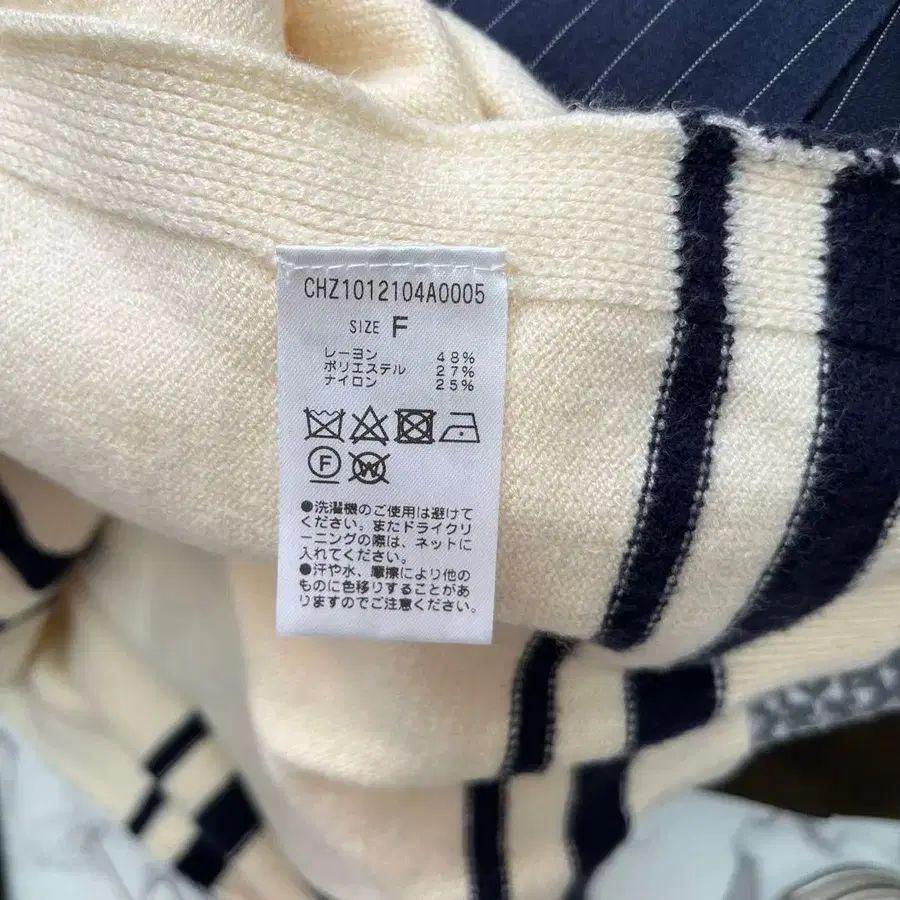 CHZ1012104A0005
SIZE F
レーヨン 48%
ポリエステル 27%
ナイロン 25%
F W
●洗濯機のご使用は避けて
ください。またドライクリ
ーニングの際は、ネットに
入れてください。
●汗や水、摩擦により他の
ものに色移りすることがあ
りますのでご注意ください。